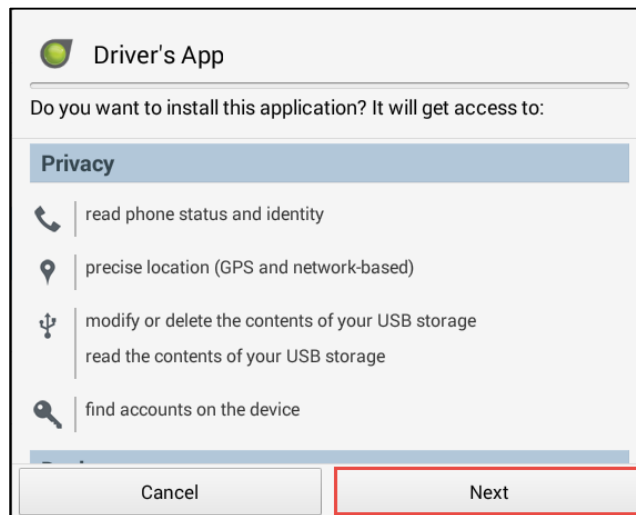 Driver's App
Do you want to install this application? It will get access to:
Privacy
read phone status and identity
precise location (GPS and network-based)
modify or delete the contents of your USB storage
read the contents of your USB storage
find accounts on the device
Cancel
Next